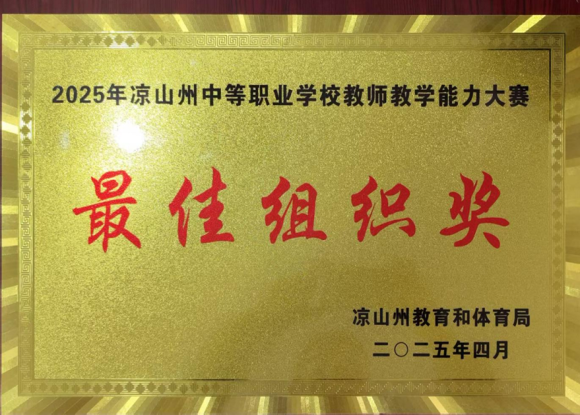 2025年凉山州中等职业学校教师教学能力大赛
最佳组织奖
凉山州教育和体育局
二〇二五年四月